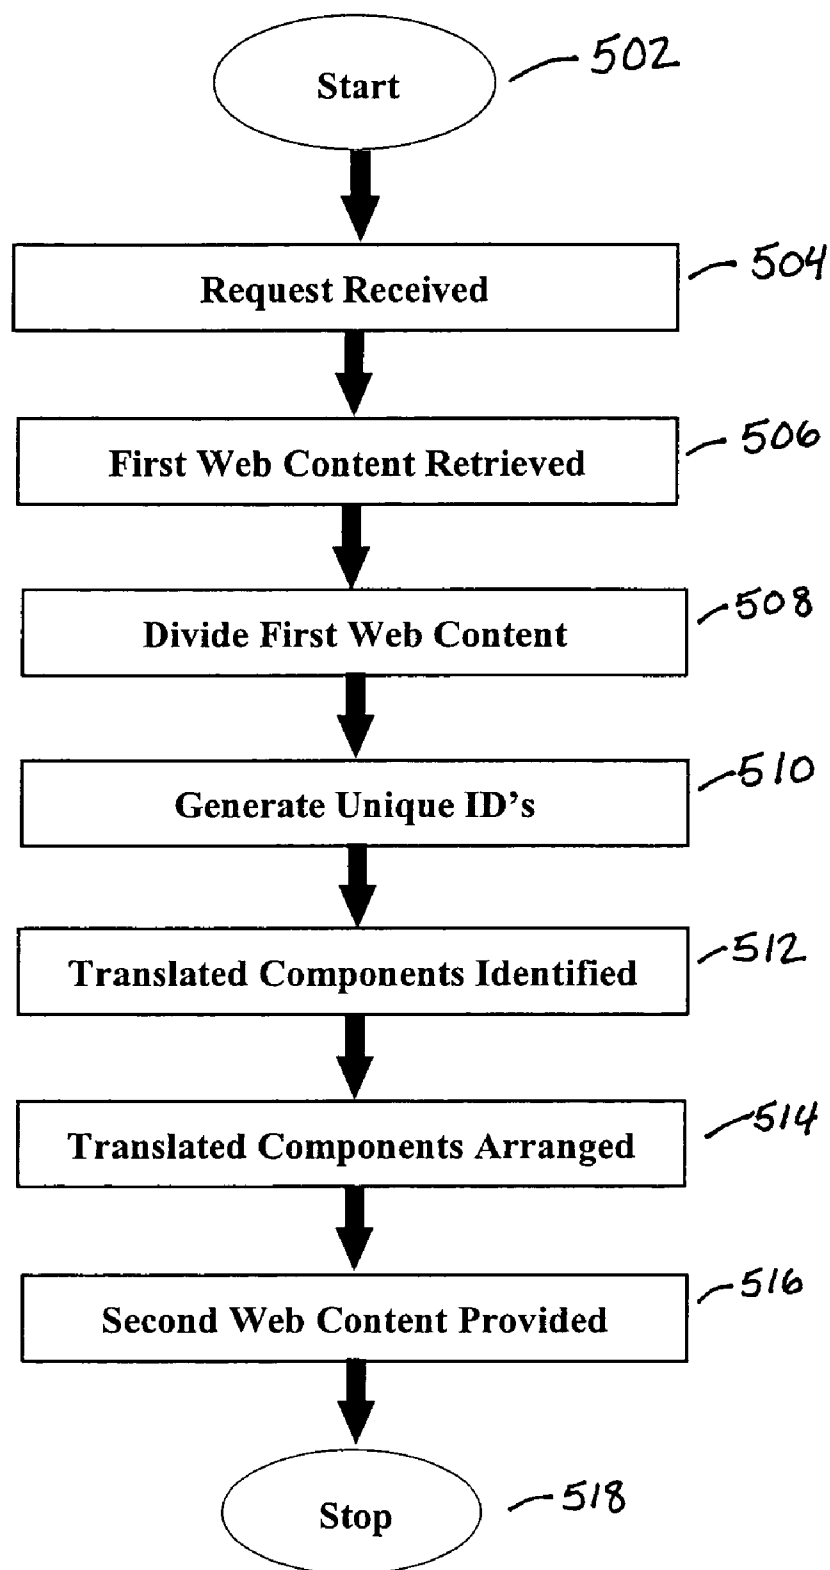 Start
502
Request Received
504
First Web Content Retrieved
506
Divide First Web Content
508
Generate Unique ID’s
510
Translated Components Identified
512
Translated Components Arranged
514
Second Web Content Provided
516
Stop
518